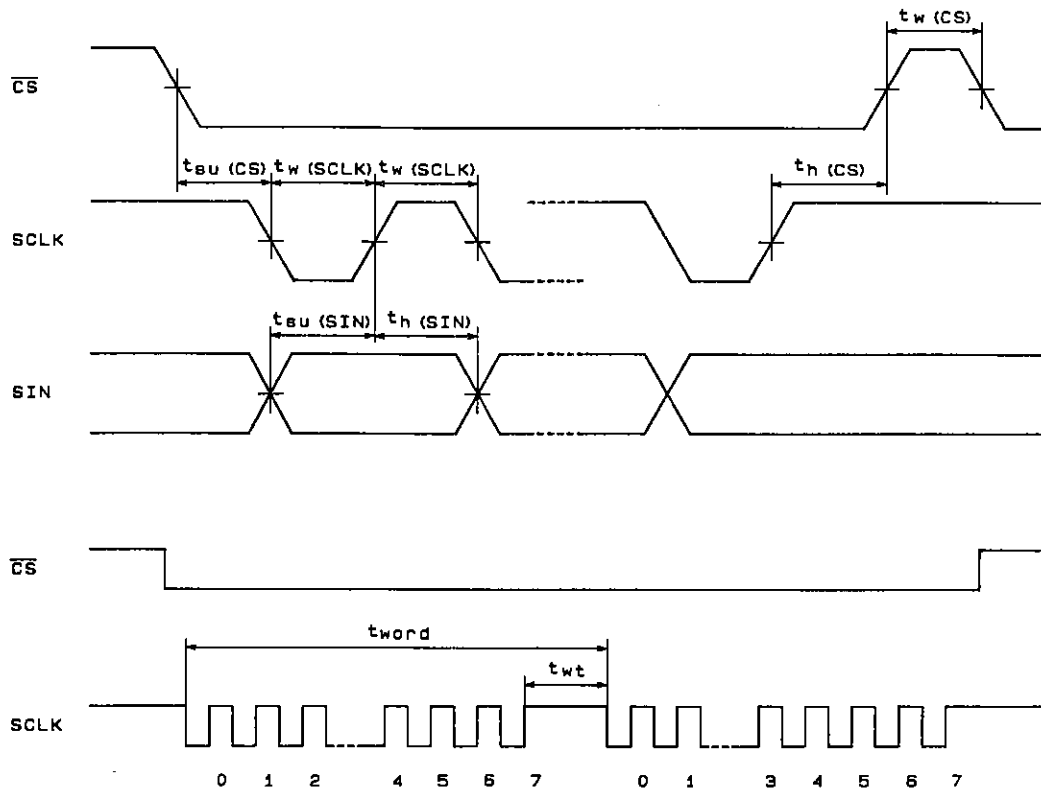 tw (CS)
CS
tsu (CS) tw (SCLK) tw (SCLK) th (CS)
SCLK
tsu (SIN) th (SIN)
SIN
CS
tword
twt
SCLK
0 1 2 4 5 6 7 0 1 3 4 5 6 7